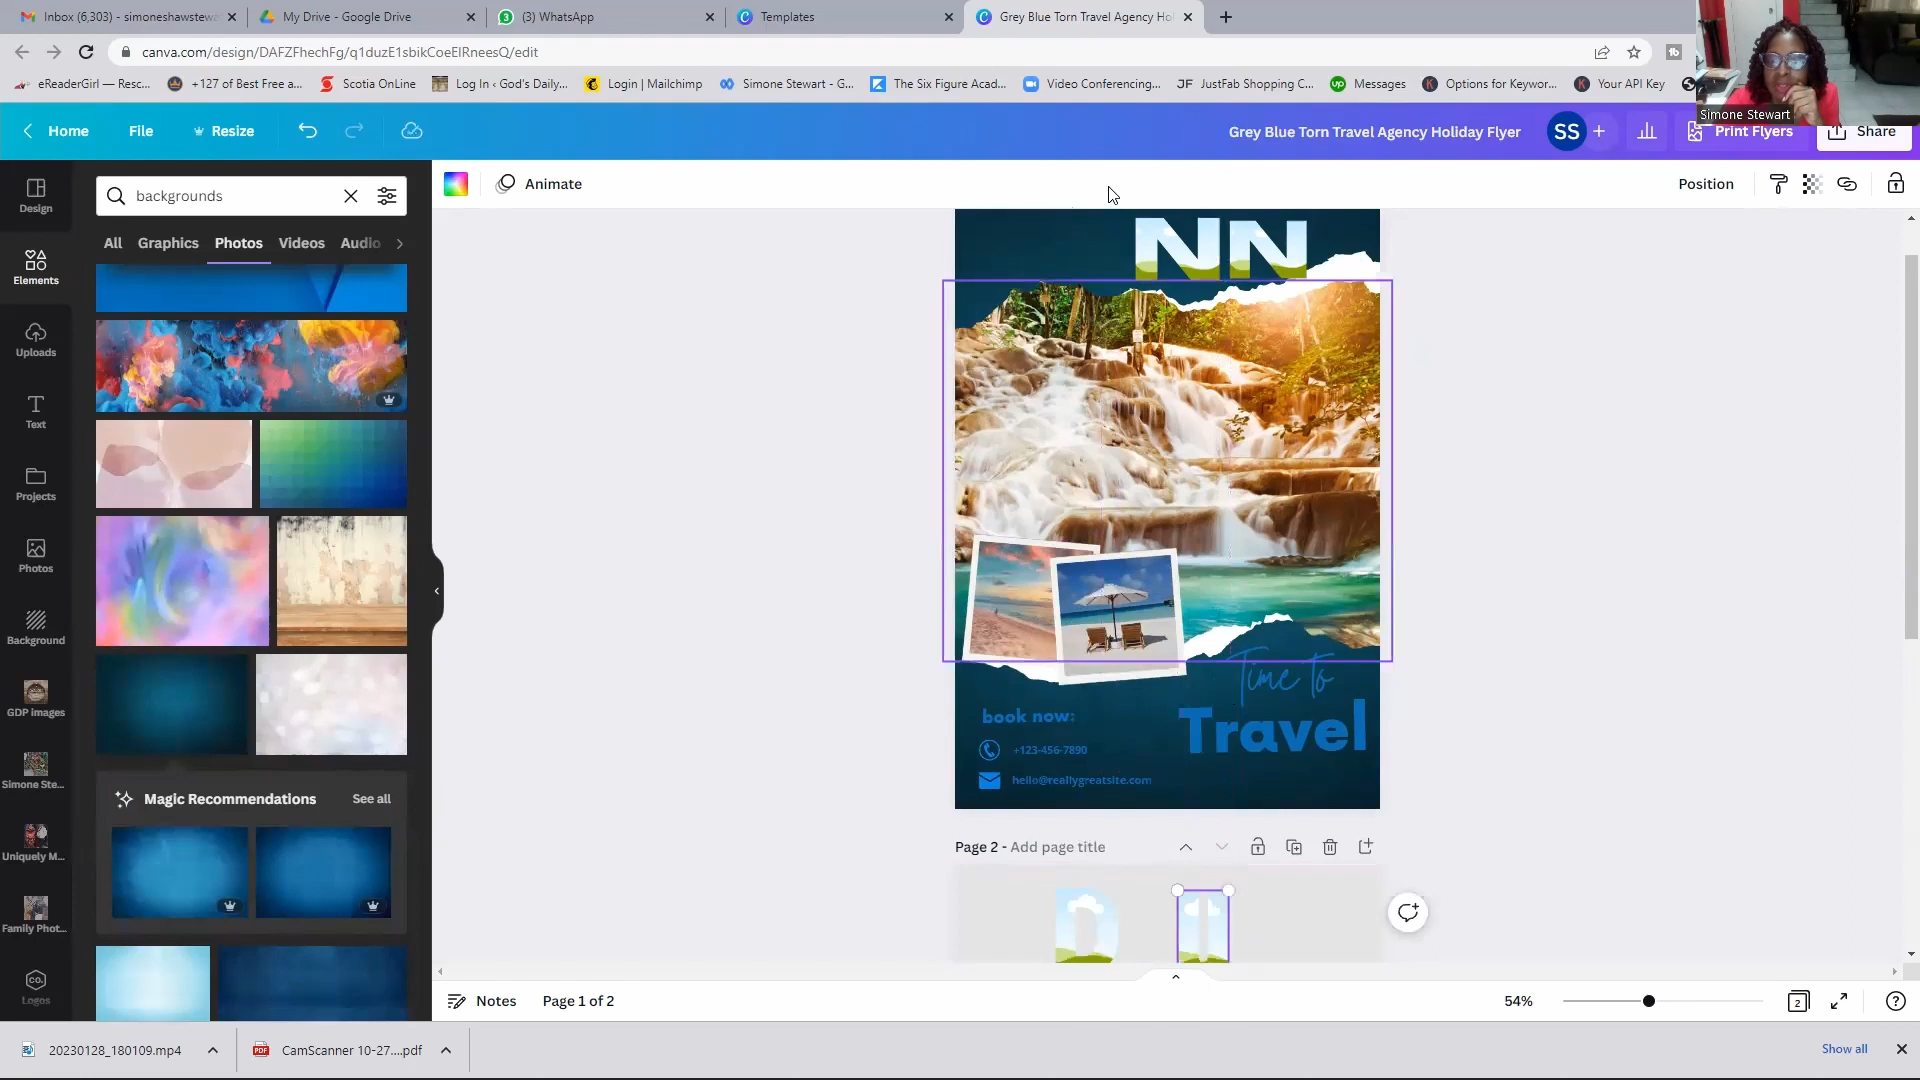 Inbox (6,303) - simoneshawstewa
My Drive - Google Drive
(3) WhatsApp
Templates
Grey Blue Torn Travel Agency Ho
canva.com/design/DAFZFhechFg/q1duzE1sbikCoeElRneesQ/edit
eReaderGirl — Resc...
+127 of Best Free a...
Scotia OnLine
Log In ‹ God's Daily...
Login | Mailchimp
Simone Stewart - G...
The Six Figure Acad...
Video Conferencing...
JF JustFab Shopping C...
up Messages
K Options for Keywor...
K Your API Key
Simone Stewart
Home
File
Resize
Grey Blue Torn Travel Agency Holiday Flyer
SS
Print Flyers
Share
backgrounds
Animate
Position
All
Graphics
Photos
Videos
Audio
Design
Elements
Uploads
Text
Projects
Photos
Background
GDP images
Simone Ste...
Uniquely M...
Family Phot...
co.
Logos
Magic Recommendations
See all
NN
Time to
Travel
book now:
+123-456-7890
hello@reallygreatsite.com
Page 2 - Add page title
D I
Notes
Page 1 of 2
54%
2
20230128_180109.mp4
PDF
CamScanner 10-27....pdf
Show all